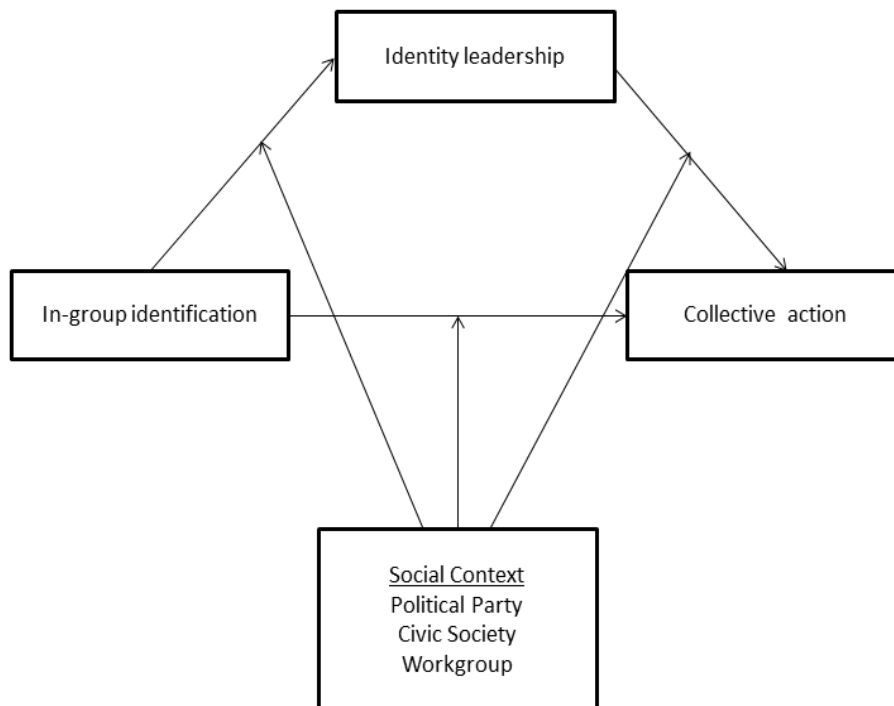 Identity leadership
In-group identification
Collective action
Social Context
Political Party
Civic Society
Workgroup